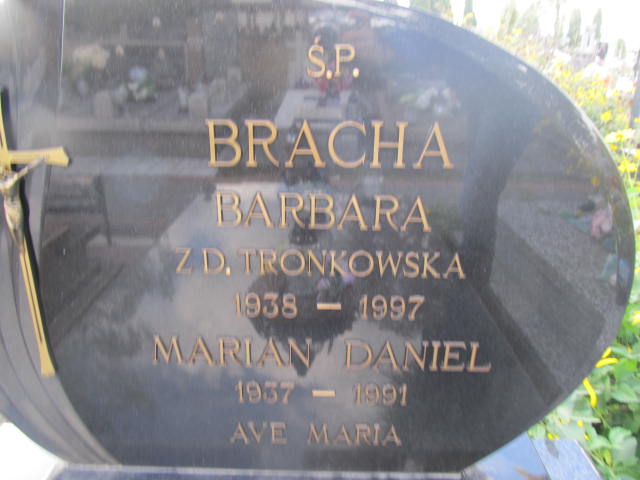 Ś.P.
BRACHA
BARBARA
Z D. TRONKOWSKA
1938 – 1997
MARIAN DANIEL
1937 – 1991
AVE MARIA